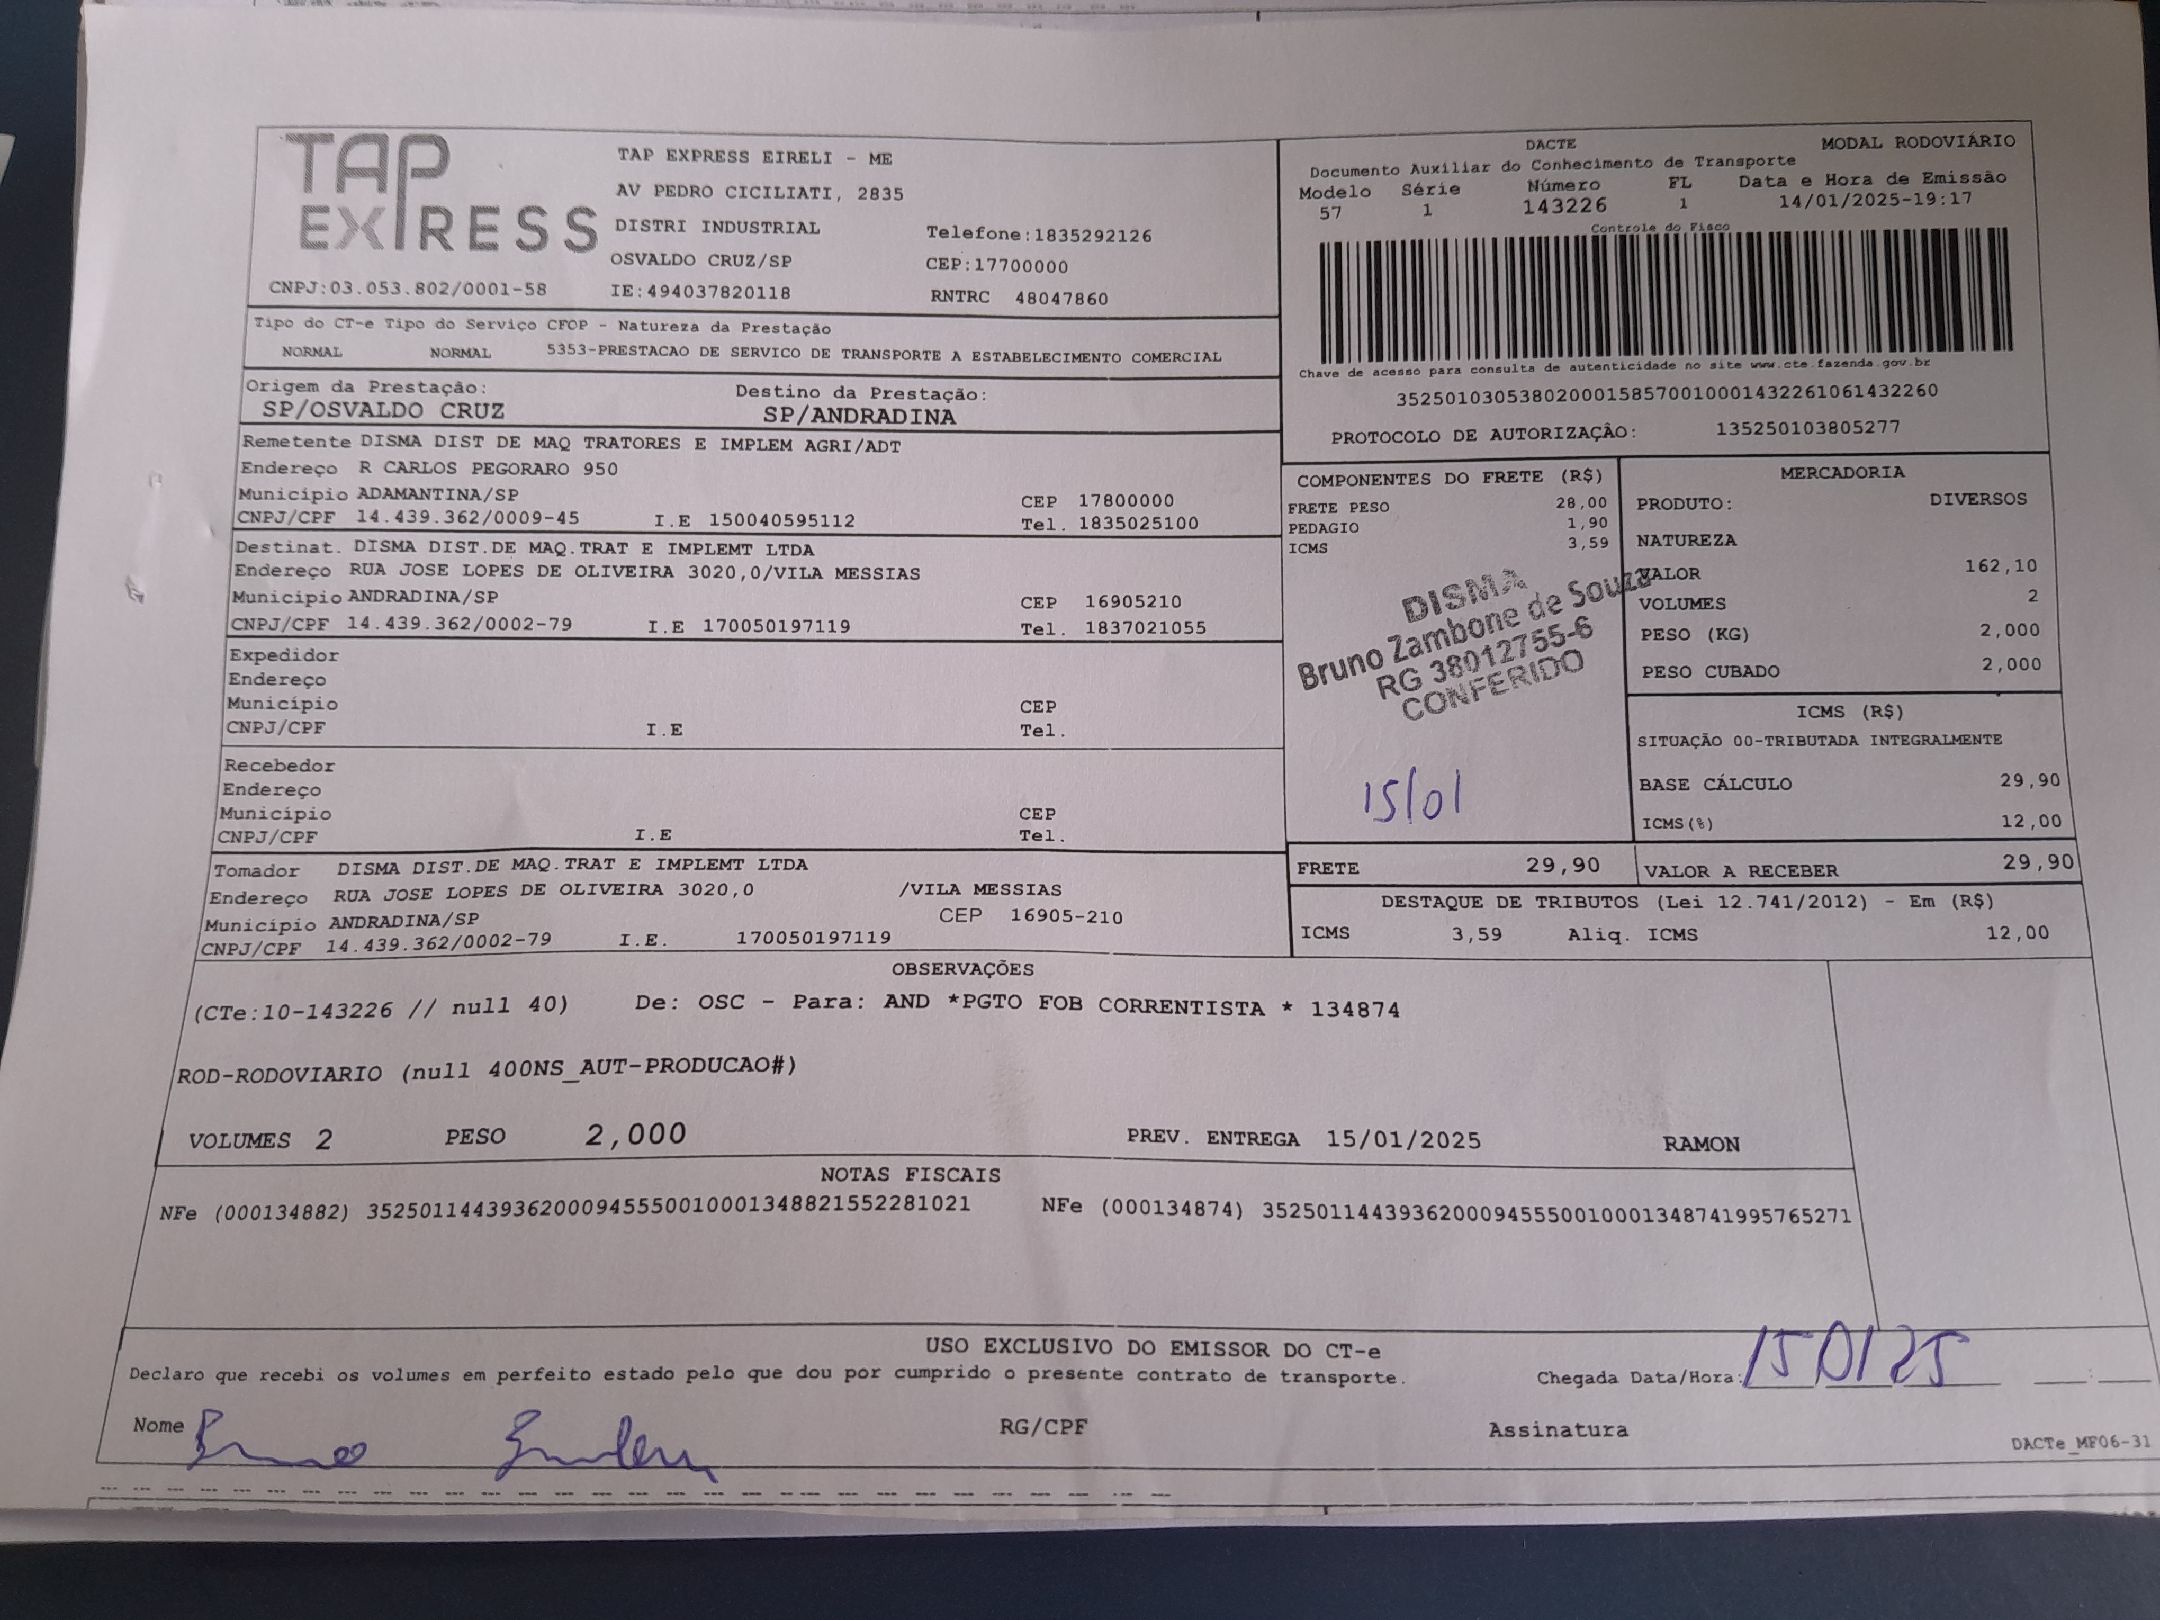 TAP
EXPRESS
TAP EXPRESS EIRELI - ME
AV PEDRO CICILIATI, 2835
DISTRI INDUSTRIAL
Telefone:1835292126
OSVALDO CRUZ/SP
CEP:17700000
CNPJ:03.053.802/0001-58
IE:494037820118
RNTRC 48047860
DACTE
MODAL RODOVIÁRIO
Documento Auxiliar do Conhecimento de Transporte
Modelo Série Número FL Data e Hora de Emissão
57 1 143226 1 14/01/2025-19:17
Controle do Fisco
Chave de acesso para consulta de autenticidade no site www.cte.fazenda.gov.br
35250103053802000158570010001432261061432260
PROTOCOLO DE AUTORIZAÇÂO: 135250103805277
Tipo do CT-e Tipo do Serviço CFOP - Natureza da Prestação
NORMAL NORMAL 5353-PRESTACAO DE SERVICO DE TRANSPORTE A ESTABELECIMENTO COMERCIAL
Origem da Prestação: Destino da Prestação:
SP/OSVALDO CRUZ SP/ANDRADINA
Remetente DISMA DIST DE MAQ TRATORES E IMPLEM AGRI/ADT
Endereço R CARLOS PEGORARO 950
Município ADAMANTINA/SP CEP 17800000
CNPJ/CPF 14.439.362/0009-45 I.E 150040595112 Tel. 1835025100
Destinat. DISMA DIST.DE MAQ.TRAT E IMPLEMT LTDA
Endereço RUA JOSE LOPES DE OLIVEIRA 3020,0/VILA MESSIAS
Município ANDRADINA/SP CEP 16905210
CNPJ/CPF 14.439.362/0002-79 I.E 170050197119 Tel. 1837021055
Expedidor
Endereço
Município CEP
CNPJ/CPF I.E Tel.
Recebedor
Endereço
Município CEP
CNPJ/CPF I.E Tel.
Tomador DISMA DIST.DE MAQ.TRAT E IMPLEMT LTDA
Endereço RUA JOSE LOPES DE OLIVEIRA 3020,0 /VILA MESSIAS
Município ANDRADINA/SP CEP 16905-210
CNPJ/CPF 14.439.362/0002-79 I.E. 170050197119
COMPONENTES DO FRETE (R$)
FRETE PESO 28,00
PEDAGIO 1,90
ICMS 3,59
DISMA
Bruno Zambone de Souza
RG 38012755-6
CONFERIDO
15/01
MERCADORIA
PRODUTO: DIVERSOS
NATUREZA
VALOR 162,10
VOLUMES 2
PESO (KG) 2,000
PESO CUBADO 2,000
ICMS (R$)
SITUAÇÃO 00-TRIBUTADA INTEGRALMENTE
BASE CÁLCULO 29,90
ICMS(%) 12,00
FRETE 29,90 VALOR A RECEBER 29,90
DESTAQUE DE TRIBUTOS (Lei 12.741/2012) - Em (R$)
ICMS 3,59 Aliq. ICMS 12,00
OBSERVAÇÕES
(CTe:10-143226 // null 40) De: OSC - Para: AND *PGTO FOB CORRENTISTA * 134874
ROD-RODOVIARIO (null 400NS_AUT-PRODUCAO#)
VOLUMES 2 PESO 2,000 PREV. ENTREGA 15/01/2025 RAMON
NOTAS FISCAIS
NFe (000134882) 35250114439362000945550010001348821552281021 NFe (000134874) 35250114439362000945550010001348741995765271
USO EXCLUSIVO DO EMISSOR DO CT-e
Declaro que recebi os volumes em perfeito estado pelo que dou por cumprido o presente contrato de transporte. Chegada Data/Hora: 15 01 25
Nome Bruno RG/CPF Assinatura
DACTe_MF06-31